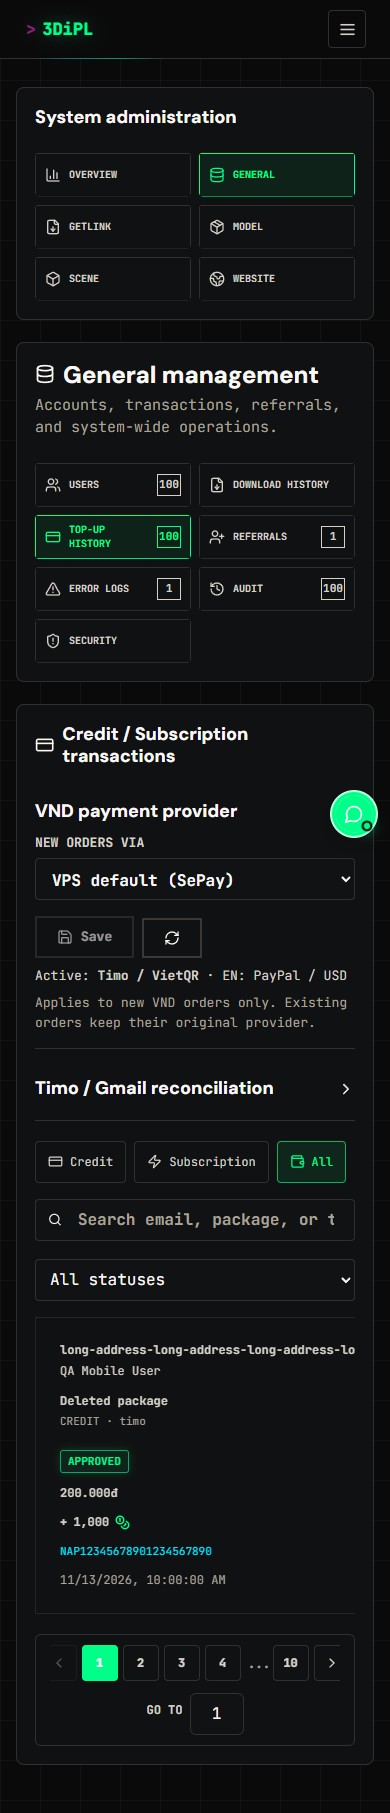 > 3DiPL
System administration
OVERVIEW
GENERAL
GETLINK
MODEL
SCENE
WEBSITE
General management
Accounts, transactions, referrals,
and system-wide operations.
USERS 100
DOWNLOAD HISTORY
TOP-UP
HISTORY 100
REFERRALS 1
ERROR LOGS 1
AUDIT 100
SECURITY
Credit / Subscription
transactions
VND payment provider
NEW ORDERS VIA
VPS default (SePay)
Save
Active: Timo / VietQR · EN: PayPal / USD
Applies to new VND orders only. Existing
orders keep their original provider.
Timo / Gmail reconciliation
Credit
Subscription
All
Search email, package, or t
All statuses
long-address-long-address-long-address-lo
QA Mobile User
Deleted package
CREDIT · timo
APPROVED
200.000đ
+ 1,000
NAP12345678901234567890
11/13/2026, 10:00:00 AM
1 2 3 4 ... 10
GO TO 1